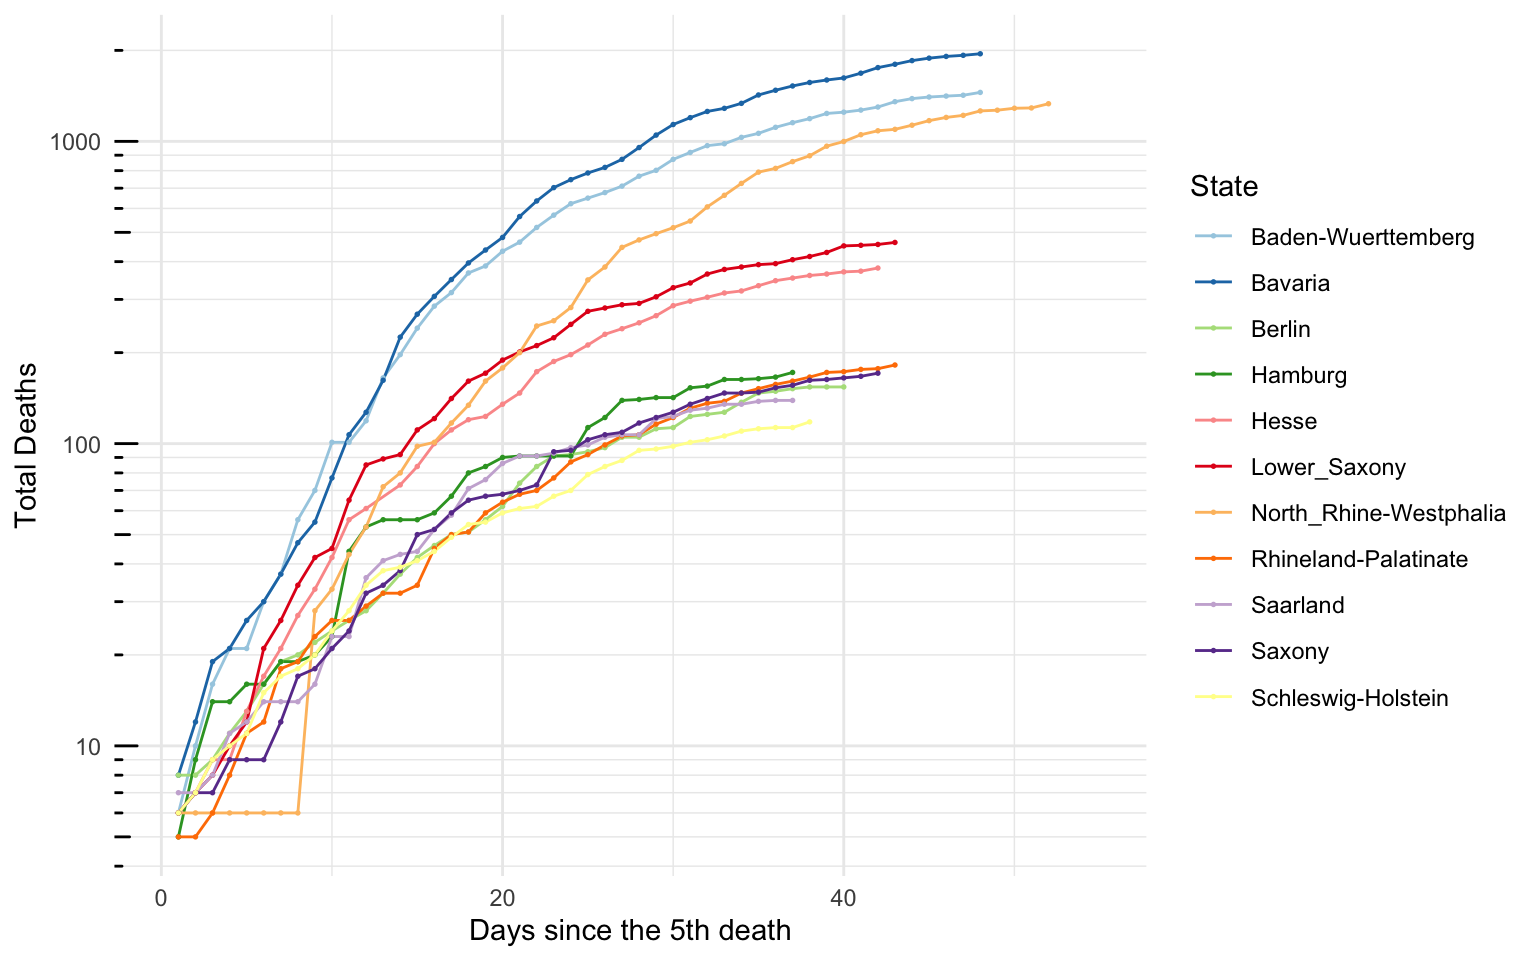 1000
100
10
Total Deaths
0
20
40
Days since the 5th death
State
Baden-Wuerttemberg
Bavaria
Berlin
Hamburg
Hesse
Lower_Saxony
North_Rhine-Westphalia
Rhineland-Palatinate
Saarland
Saxony
Schleswig-Holstein